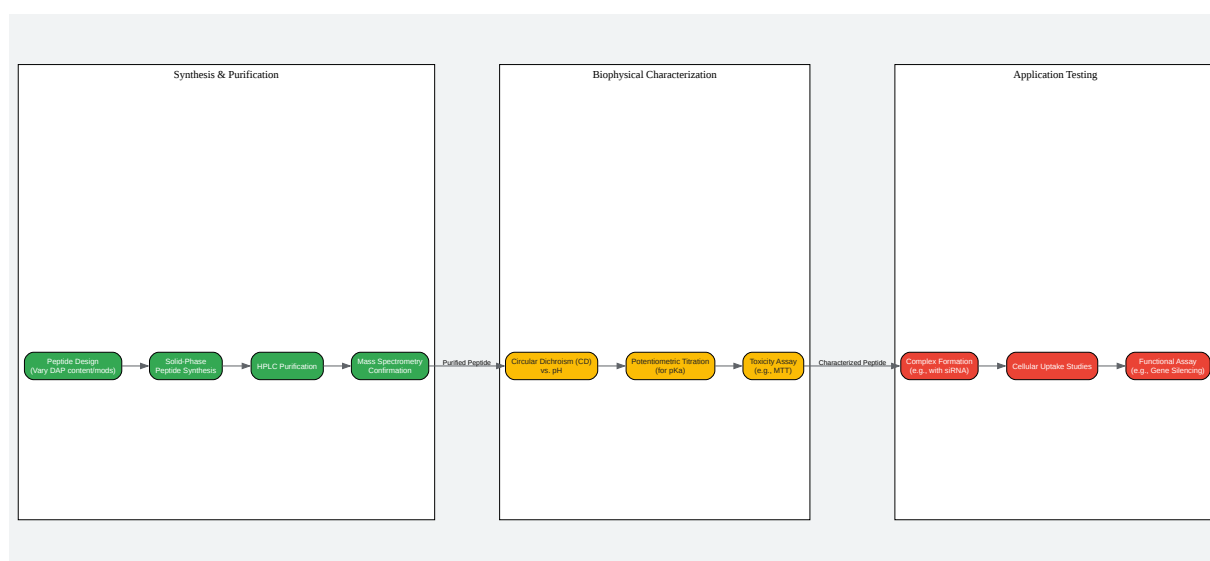 Synthesis & Purification
Biophysical Characterization
Application Testing
Peptide Design
(Vary DAP content/mods)
Solid-Phase
Peptide Synthesis
HPLC Purification
Mass Spectrometry
Confirmation
Purified Peptide
Circular Dichroism (CD)
vs. pH
Potentiometric Titration
(for pKa)
Toxicity Assay
(e.g., MTT)
Characterized Peptide
Complex Formation
(e.g., with siRNA)
Cellular Uptake Studies
Functional Assay
(e.g., Gene Silencing)